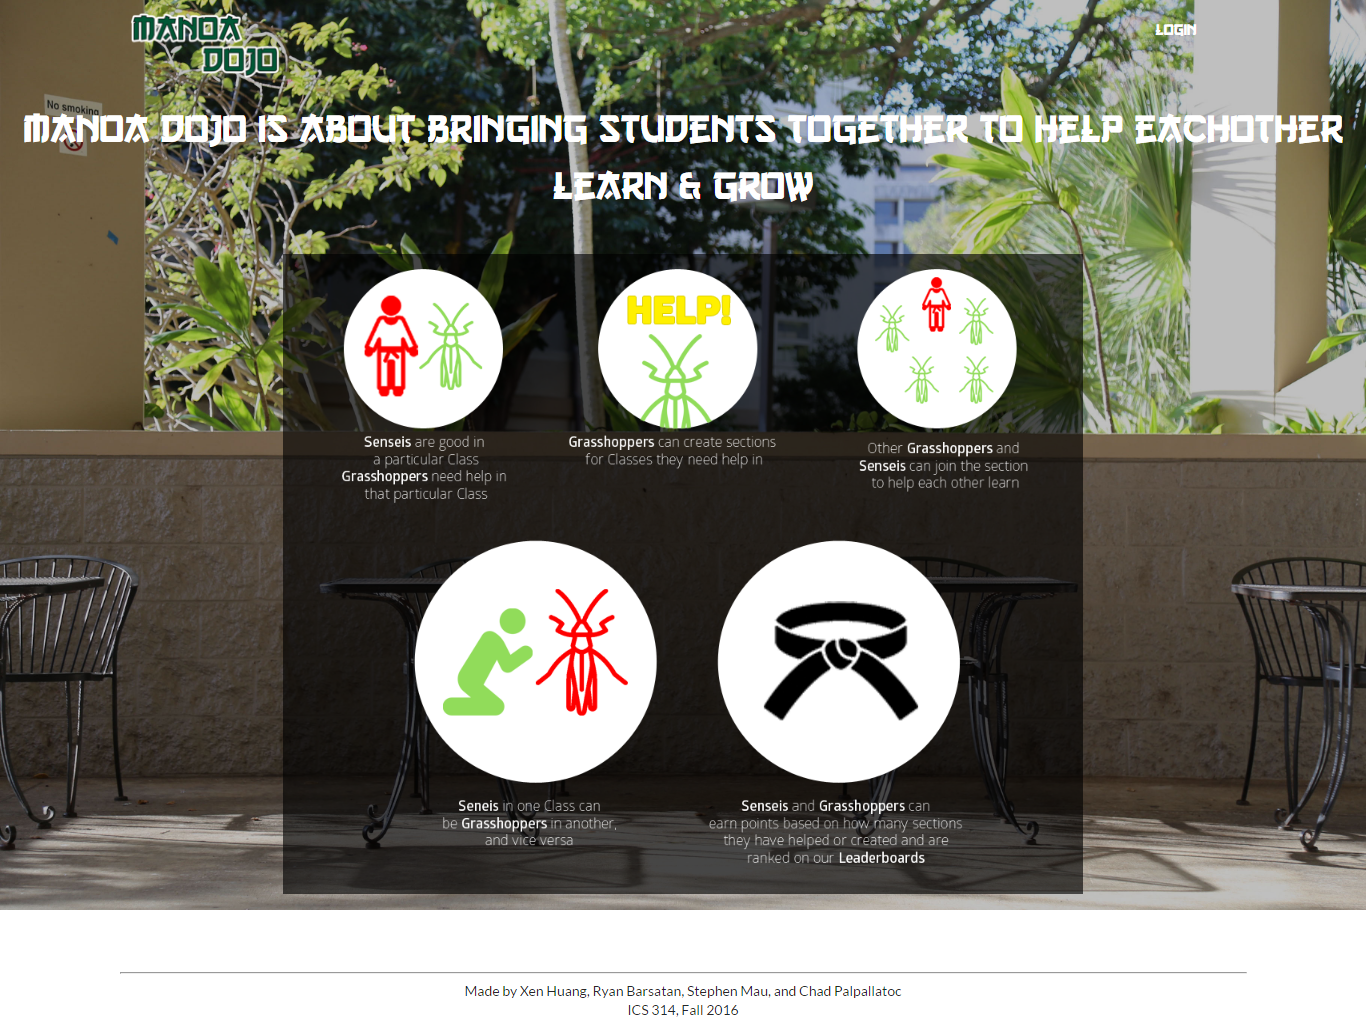 MANOA
DOJO
LOGIN
No smoking
MANOA DOJO IS ABOUT BRINGING STUDENTS TOGETHER TO HELP EACHOTHER
LEARN & GROW
HELP!
Senseis are good in
a particular Class
Grasshoppers need help in
that particular Class
Grasshoppers can create sections
for Classes they need help in
Other Grasshoppers and
Senseis can join the section
to help each other learn
Seneis in one Class can
be Grasshoppers in another,
and vice versa
Senseis and Grasshoppers can
earn points based on how many sections
they have helped or created and are
ranked on our Leaderboards
Made by Xen Huang, Ryan Barsatan, Stephen Mau, and Chad Palpallatoc
ICS 314, Fall 2016